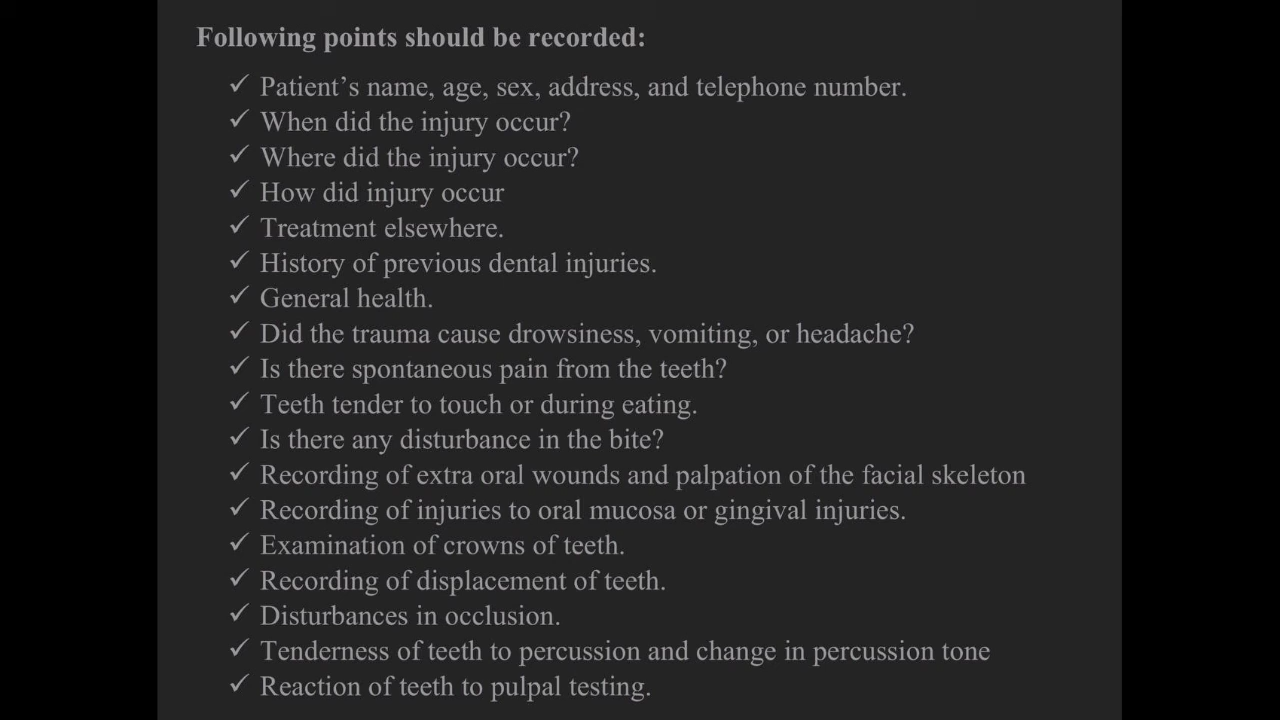 Following points should be recorded:
✓ Patient’s name, age, sex, address, and telephone number.
✓ When did the injury occur?
✓ Where did the injury occur?
✓ How did injury occur
✓ Treatment elsewhere.
✓ History of previous dental injuries.
✓ General health.
✓ Did the trauma cause drowsiness, vomiting, or headache?
✓ Is there spontaneous pain from the teeth?
✓ Teeth tender to touch or during eating.
✓ Is there any disturbance in the bite?
✓ Recording of extra oral wounds and palpation of the facial skeleton
✓ Recording of injuries to oral mucosa or gingival injuries.
✓ Examination of crowns of teeth.
✓ Recording of displacement of teeth.
✓ Disturbances in occlusion.
✓ Tenderness of teeth to percussion and change in percussion tone
✓ Reaction of teeth to pulpal testing.